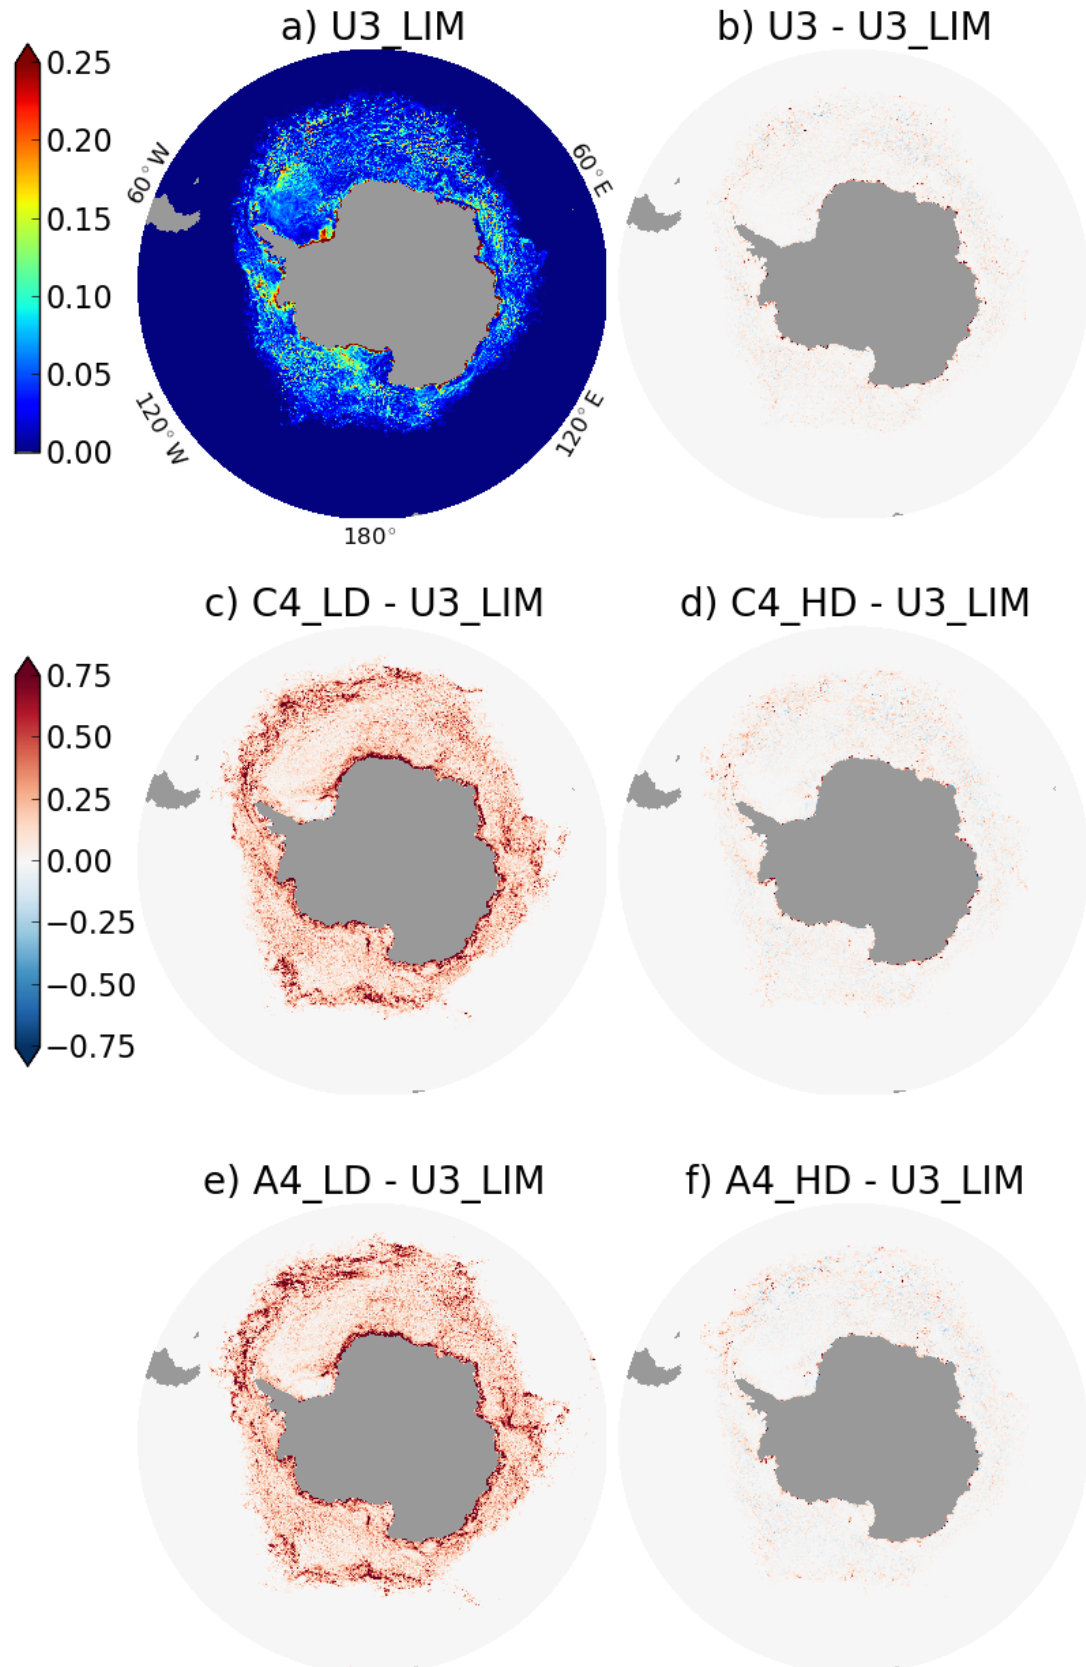 a) U3_LIM
b) U3 - U3_LIM
0.25
0.20
0.15
0.10
0.05
0.00
60°W
60°E
120°W
120°E
180°
c) C4_LD - U3_LIM
d) C4_HD - U3_LIM
0.75
0.50
0.25
0.00
−0.25
−0.50
−0.75
e) A4_LD - U3_LIM
f) A4_HD - U3_LIM